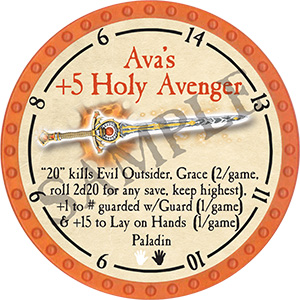 6 14
Ava's
+5 Holy Avenger
8 13
SAMPLE
"20" kills Evil Outsider, Grace (2/game,
roll 2d20 for any save, keep highest),
+1 to # guarded w/Guard (1/game)
& +15 to Lay on Hands (1/game)
Paladin
11 11
9 10